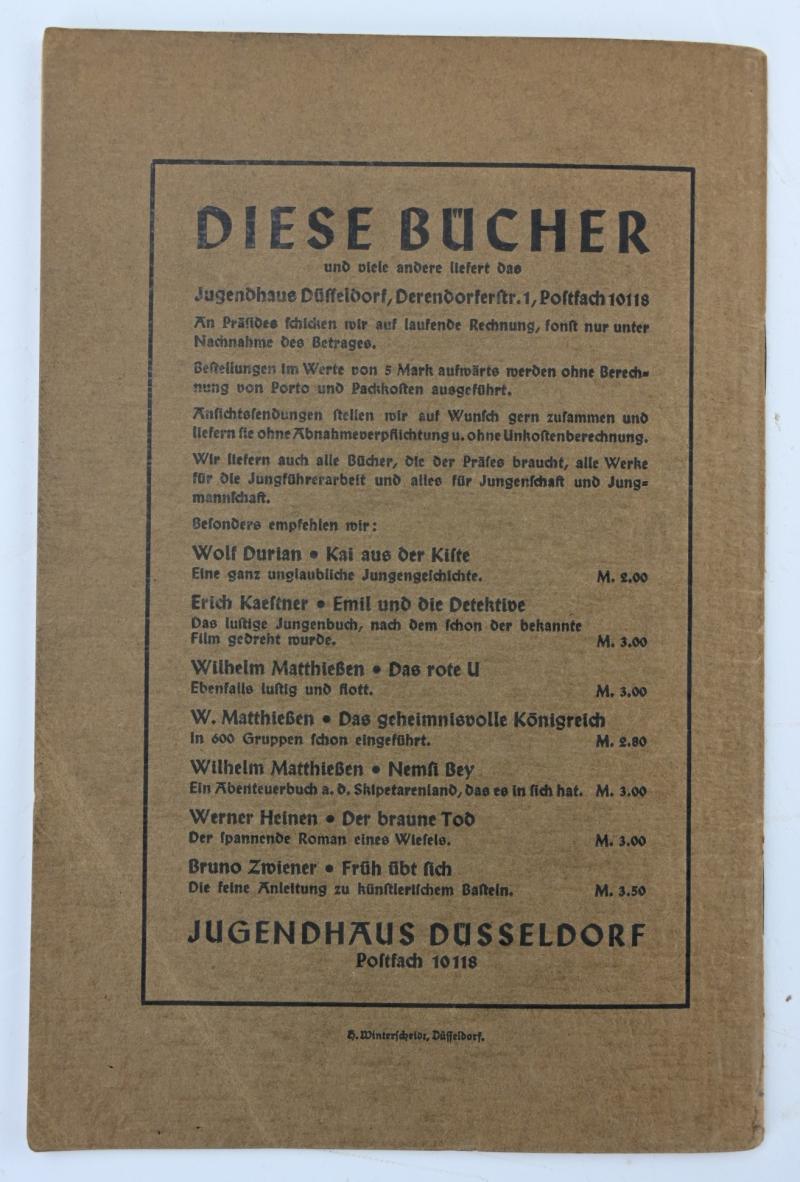 DIESE BÜCHER
und viele andere liefert das
Jugendhaus Düſſeldorf, Derendorferſtr. 1, Poſtfach 10118
An Präſides ſchicken wir auf laufende Rechnung, ſonſt nur unter
Nachnahme des Betrages.
Beſtellungen im Werte von 5 Mark aufwärts werden ohne Berech=
nung von Porto und Packkoſten ausgeführt.
Anſichtsſendungen ſtellen wir auf Wunſch gern zuſammen und
liefern ſie ohne Abnahmeverpflichtung u. ohne Unkoſtenberechnung.
Wir liefern auch alle Bücher, die der Präſes braucht, alle Werke
für die Jungführerarbeit und alles für Jungenſchaft und Jung=
mannſchaft.
Beſonders empfehlen wir:
Wolf Durian • Kai aus der Kiſte
Eine ganz unglaubliche Jungengeſchichte. M. 2.00
Erich Kaeſtner • Emil und die Detektive
Das luſtige Jungenbuch, nach dem ſchon der bekannte
Film gedreht wurde. M. 3.00
Wilhelm Matthießen • Das rote U
Ebenfalls luſtig und flott. M. 3.00
W. Matthießen • Das geheimnisvolle Königreich
In 600 Gruppen ſchon eingeführt. M. 2.80
Wilhelm Matthießen • Nemſi Bey
Ein Abenteuerbuch a. d. Skipetarenland, das es in ſich hat. M. 3.00
Werner Heinen • Der braune Tod
Der ſpannende Roman eines Wieſels. M. 3.00
Bruno Zwiener • Früh übt ſich
Die feine Anleitung zu künſtleriſchem Baſteln. M. 3.50
JUGENDHAUS DÜSSELDORF
Poſtfach 10118
H. Winterſcheidt, Düſſeldorf.